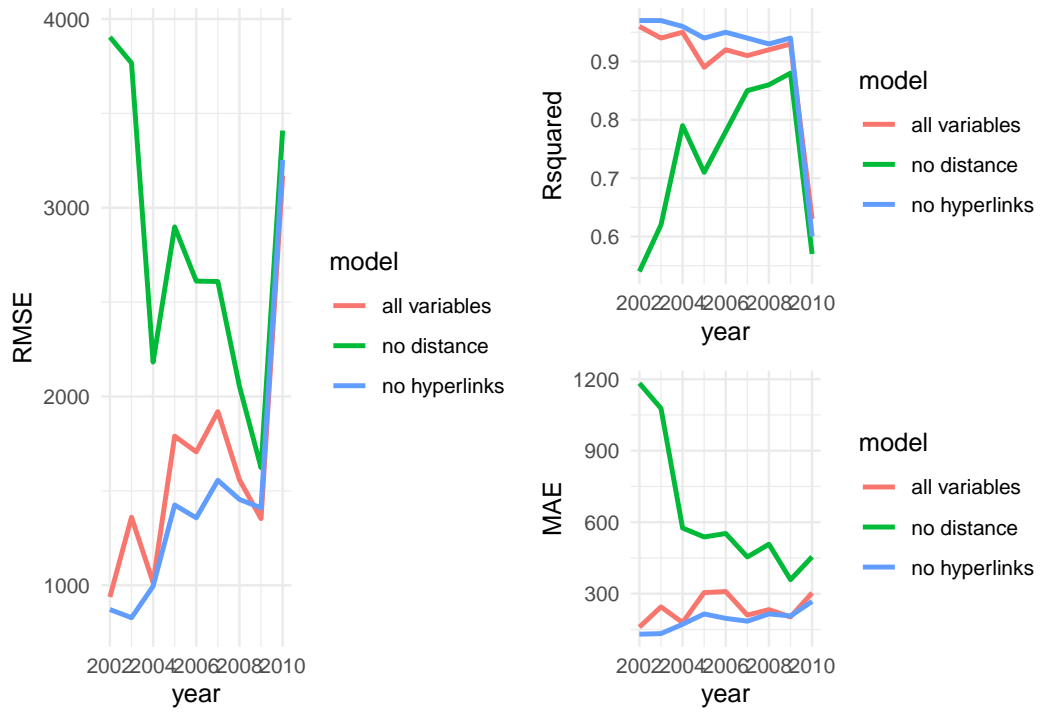 RMSE
4000
3000
2000
1000
2002 2004 2006 2008 2010
year
model
all variables
no distance
no hyperlinks
Rsquared
0.9
0.8
0.7
0.6
2002 2004 2006 2008 2010
year
model
all variables
no distance
no hyperlinks
MAE
1200
900
600
300
2002 2004 2006 2008 2010
year
model
all variables
no distance
no hyperlinks